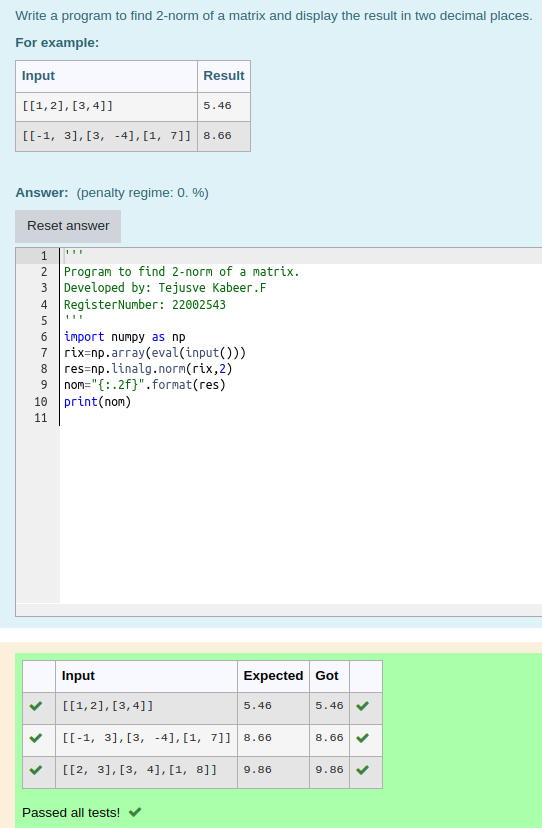 Write a program to find 2-norm of a matrix and display the result in two decimal places.
For example:
Input Result
[[1,2],[3,4]] 5.46
[[-1, 3],[3, -4],[1, 7]] 8.66
Answer: (penalty regime: 0. %)
Reset answer
1 '''
2 Program to find 2-norm of a matrix.
3 Developed by: Tejusve Kabeer.F
4 RegisterNumber: 22002543
5 '''
6 import numpy as np
7 rix=np.array(eval(input()))
8 res=np.linalg.norm(rix,2)
9 nom="{:.2f}".format(res)
10 print(nom)
11
Input Expected Got
[[1,2],[3,4]] 5.46 5.46
[[-1, 3],[3, -4],[1, 7]] 8.66 8.66
[[2, 3],[3, 4],[1, 8]] 9.86 9.86
Passed all tests!